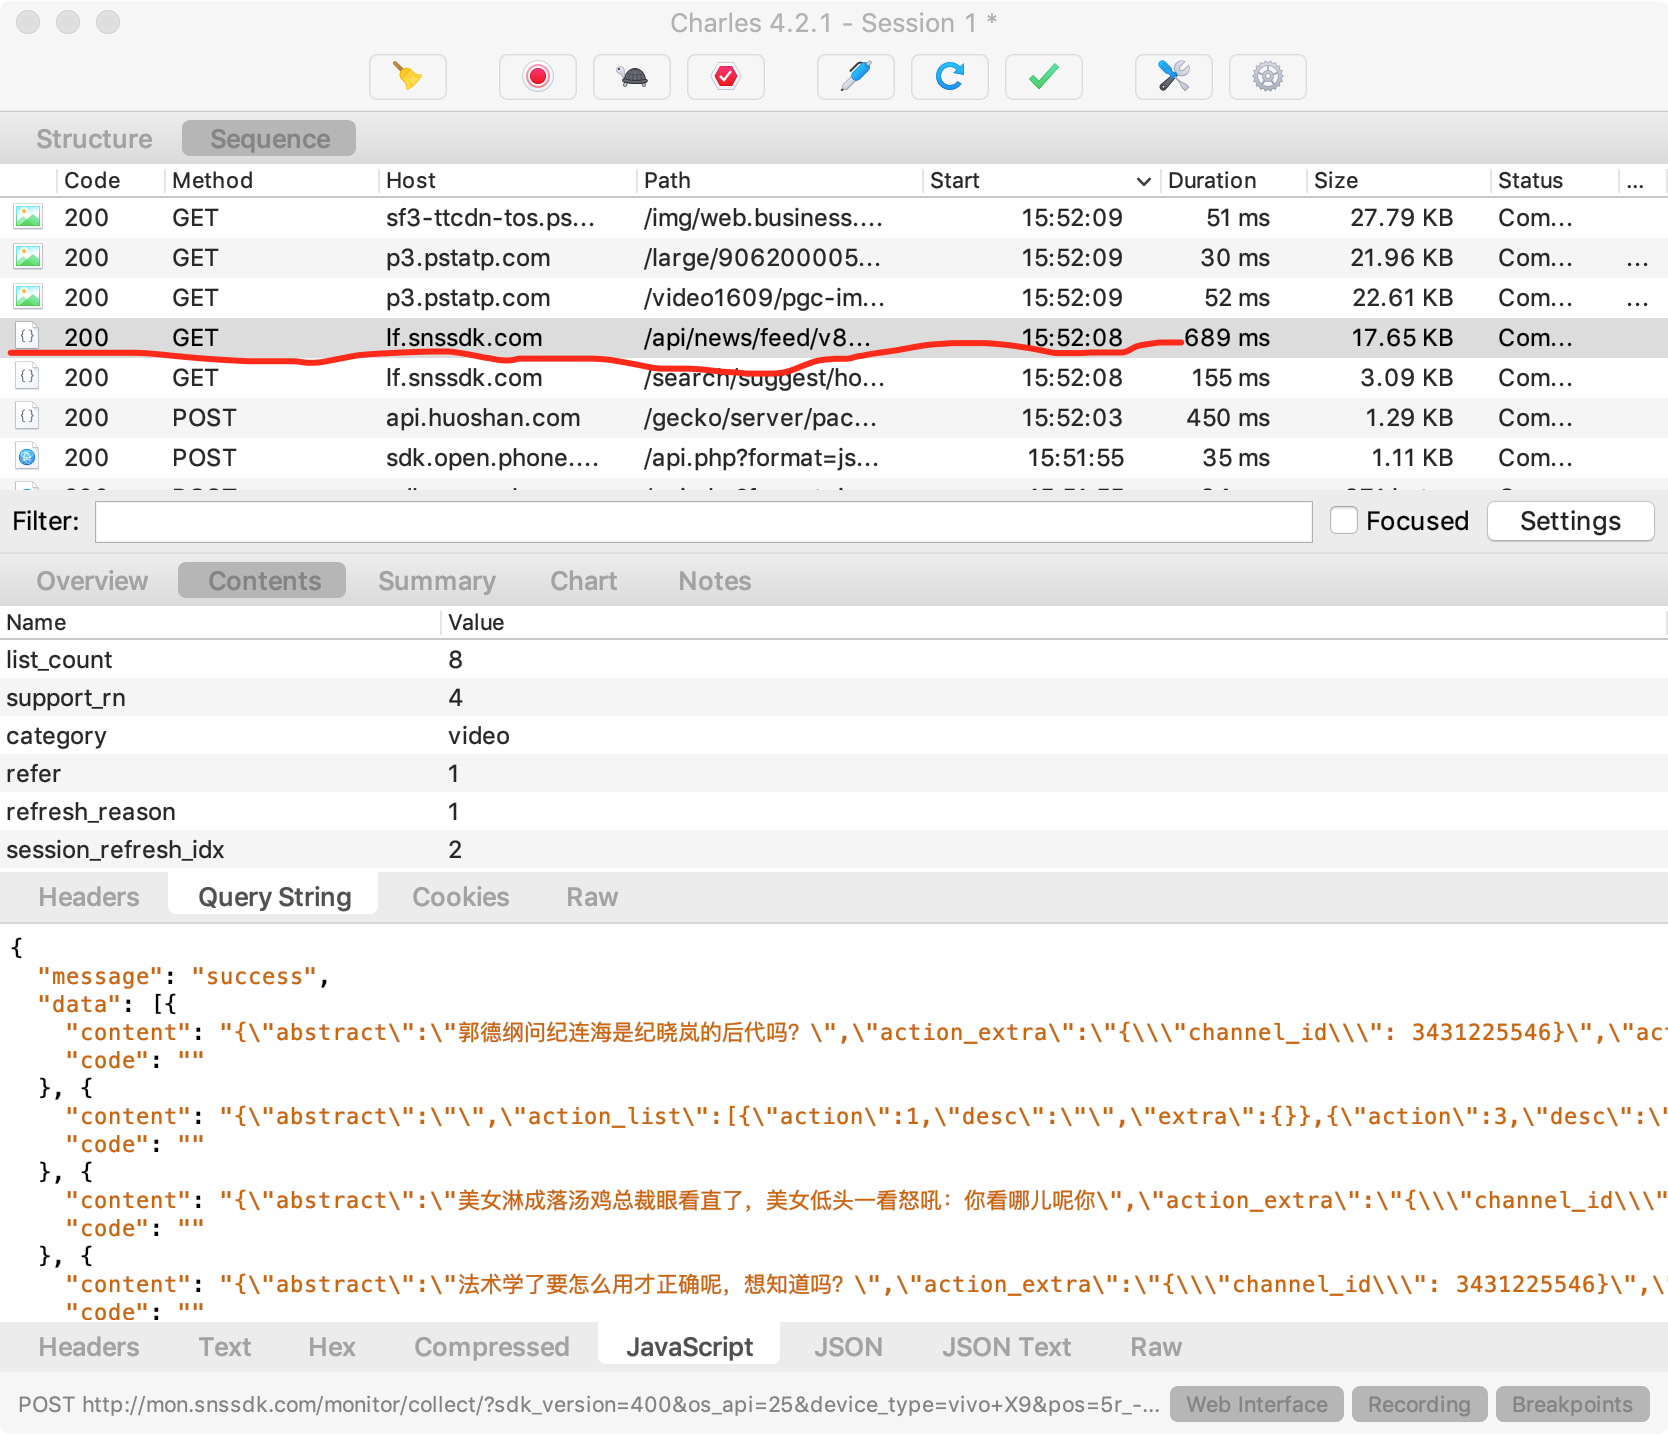 Charles 4.2.1 - Session 1 *
Structure Sequence
Code Method Host Path Start Duration Size Status ...
200 GET sf3-ttcdn-tos.ps... /img/web.business.... 15:52:09 51 ms 27.79 KB Com...
200 GET p3.pstatp.com /large/906200005... 15:52:09 30 ms 21.96 KB Com... ...
200 GET p3.pstatp.com /video1609/pgc-im... 15:52:09 52 ms 22.61 KB Com... ...
200 GET lf.snssdk.com /api/news/feed/v8... 15:52:08 689 ms 17.65 KB Com...
200 GET lf.snssdk.com /search/suggest/ho... 15:52:08 155 ms 3.09 KB Com...
200 POST api.huoshan.com /gecko/server/pac... 15:52:03 450 ms 1.29 KB Com...
200 POST sdk.open.phone.... /api.php?format=js... 15:51:55 35 ms 1.11 KB Com...
Filter: Focused Settings
Overview Contents Summary Chart Notes
Name Value
list_count 8
support_rn 4
category video
refer 1
refresh_reason 1
session_refresh_idx 2
Headers Query String Cookies Raw
{
"message": "success",
"data": [{
"content": "{\"abstract\":\"郭德纲问纪连海是纪晓岚的后代吗？\",\"action_extra\":\"{\\\"channel_id\\\": 3431225546}\",\"ac
"code": ""
}, {
"content": "{\"abstract\":\"\",\"action_list\":[{\"action\":1,\"desc\":\"\",\"extra\":{}},{\"action\":3,\"desc\":\"
"code": ""
}, {
"content": "{\"abstract\":\"美女淋成落汤鸡总裁眼看直了，美女低头一看怒吼：你看哪儿呢你\",\"action_extra\":\"{\\\"channel_id\\\"
"code": ""
}, {
"content": "{\"abstract\":\"法术学了要怎么用才正确呢，想知道吗？\",\"action_extra\":\"{\\\"channel_id\\\": 3431225546}\",\"
"code": ""
Headers Text Hex Compressed JavaScript JSON JSON Text Raw
POST http://mon.snssdk.com/monitor/collect/?sdk_version=400&os_api=25&device_type=vivo+X9&pos=5r_-... Web Interface Recording Breakpoints